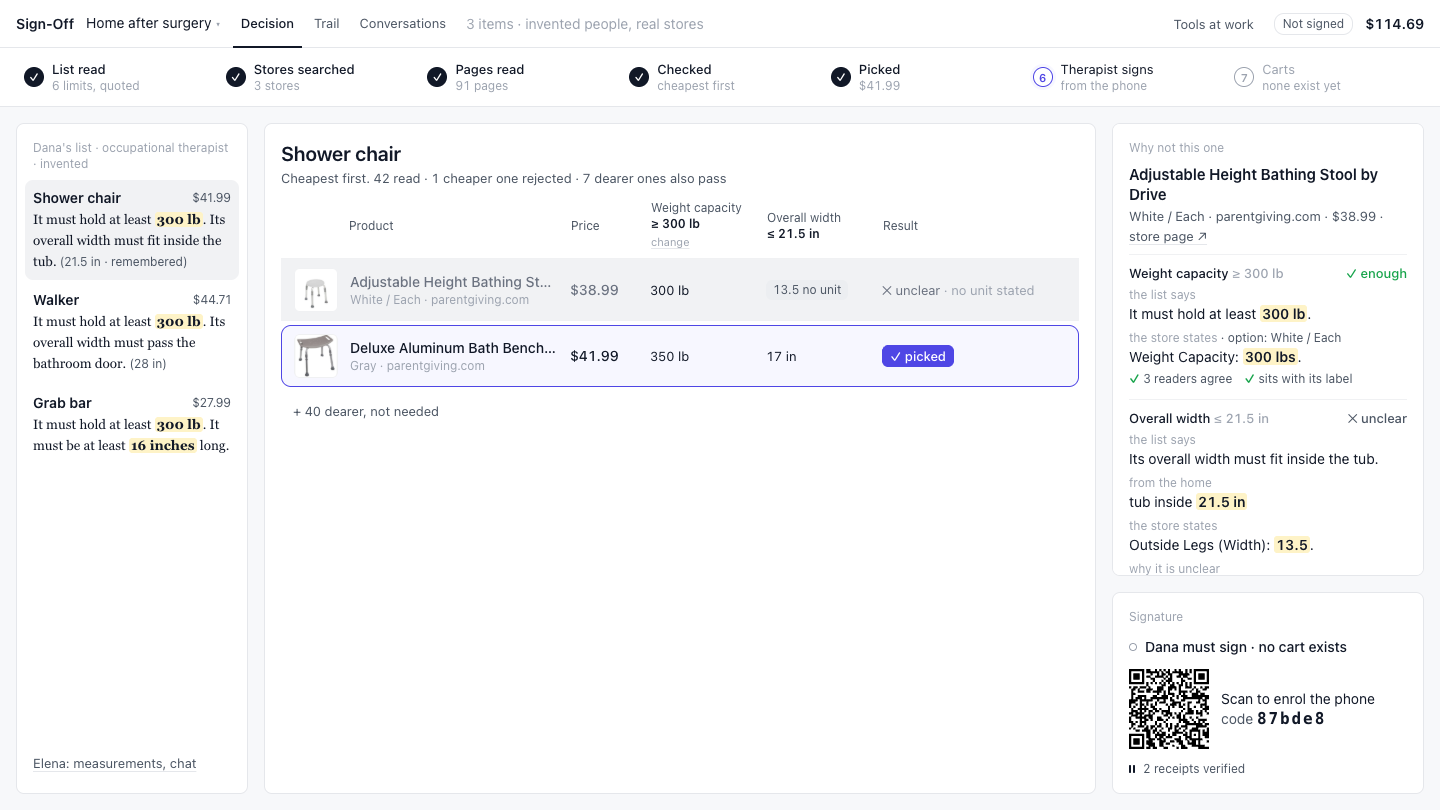 Sign-Off Home after surgery Decision Trail Conversations 3 items · invented people, real stores Tools at work Not signed $114.69
List read
6 limits, quoted
Stores searched
3 stores
Pages read
91 pages
Checked
cheapest first
Picked
$41.99
6 Therapist signs
from the phone
7 Carts
none exist yet
Dana's list · occupational therapist
· invented
Shower chair $41.99
It must hold at least 300 lb. Its
overall width must fit inside the
tub. (21.5 in · remembered)
Walker $44.71
It must hold at least 300 lb. Its
overall width must pass the
bathroom door. (28 in)
Grab bar $27.99
It must hold at least 300 lb. It
must be at least 16 inches long.
Elena: measurements, chat
Shower chair
Cheapest first. 42 read · 1 cheaper one rejected · 7 dearer ones also pass
Product
Price
Weight capacity
≥ 300 lb
change
Overall width
≤ 21.5 in
Result
Adjustable Height Bathing St...
White / Each · parentgiving.com
$38.99
300 lb
13.5 no unit
unclear · no unit stated
Deluxe Aluminum Bath Bench...
Gray · parentgiving.com
$41.99
350 lb
17 in
✓ picked
+ 40 dearer, not needed
Why not this one
Adjustable Height Bathing Stool by
Drive
White / Each · parentgiving.com · $38.99 ·
store page ↗
Weight capacity ≥ 300 lb ✓ enough
the list says
It must hold at least 300 lb.
the store states · option: White / Each
Weight Capacity: 300 lbs.
✓ 3 readers agree ✓ sits with its label
Overall width ≤ 21.5 in unclear
the list says
Its overall width must fit inside the tub.
from the home
tub inside 21.5 in
the store states
Outside Legs (Width): 13.5.
why it is unclear
Signature
Dana must sign · no cart exists
Scan to enrol the phone
code 87bde8
2 receipts verified